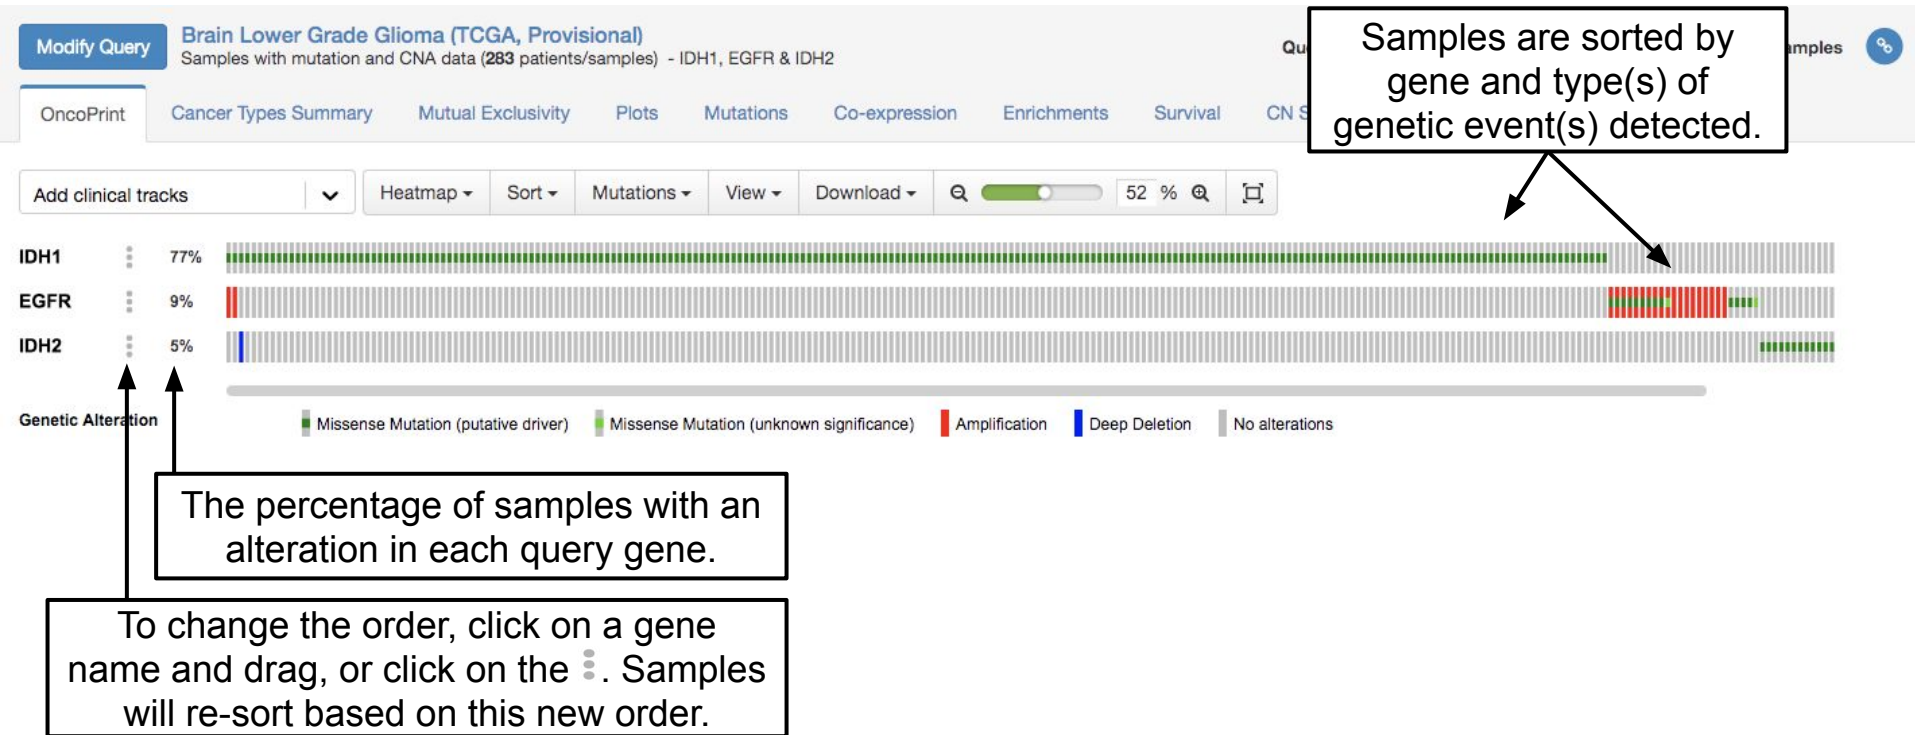 Modify Query
Brain Lower Grade Glioma (TCGA, Provisional)
Samples with mutation and CNA data (283 patients/samples) - IDH1, EGFR & IDH2
Samples are sorted by
gene and type(s) of
genetic event(s) detected.
OncoPrint Cancer Types Summary Mutual Exclusivity Plots Mutations Co-expression Enrichments Survival CN
Add clinical tracks Heatmap Sort Mutations View Download 52 %
IDH1 77%
EGFR 9%
IDH2 5%
Genetic Alteration Missense Mutation (putative driver) Missense Mutation (unknown significance) Amplification Deep Deletion No alterations
The percentage of samples with an
alteration in each query gene.
To change the order, click on a gene
name and drag, or click on the . Samples
will re-sort based on this new order.